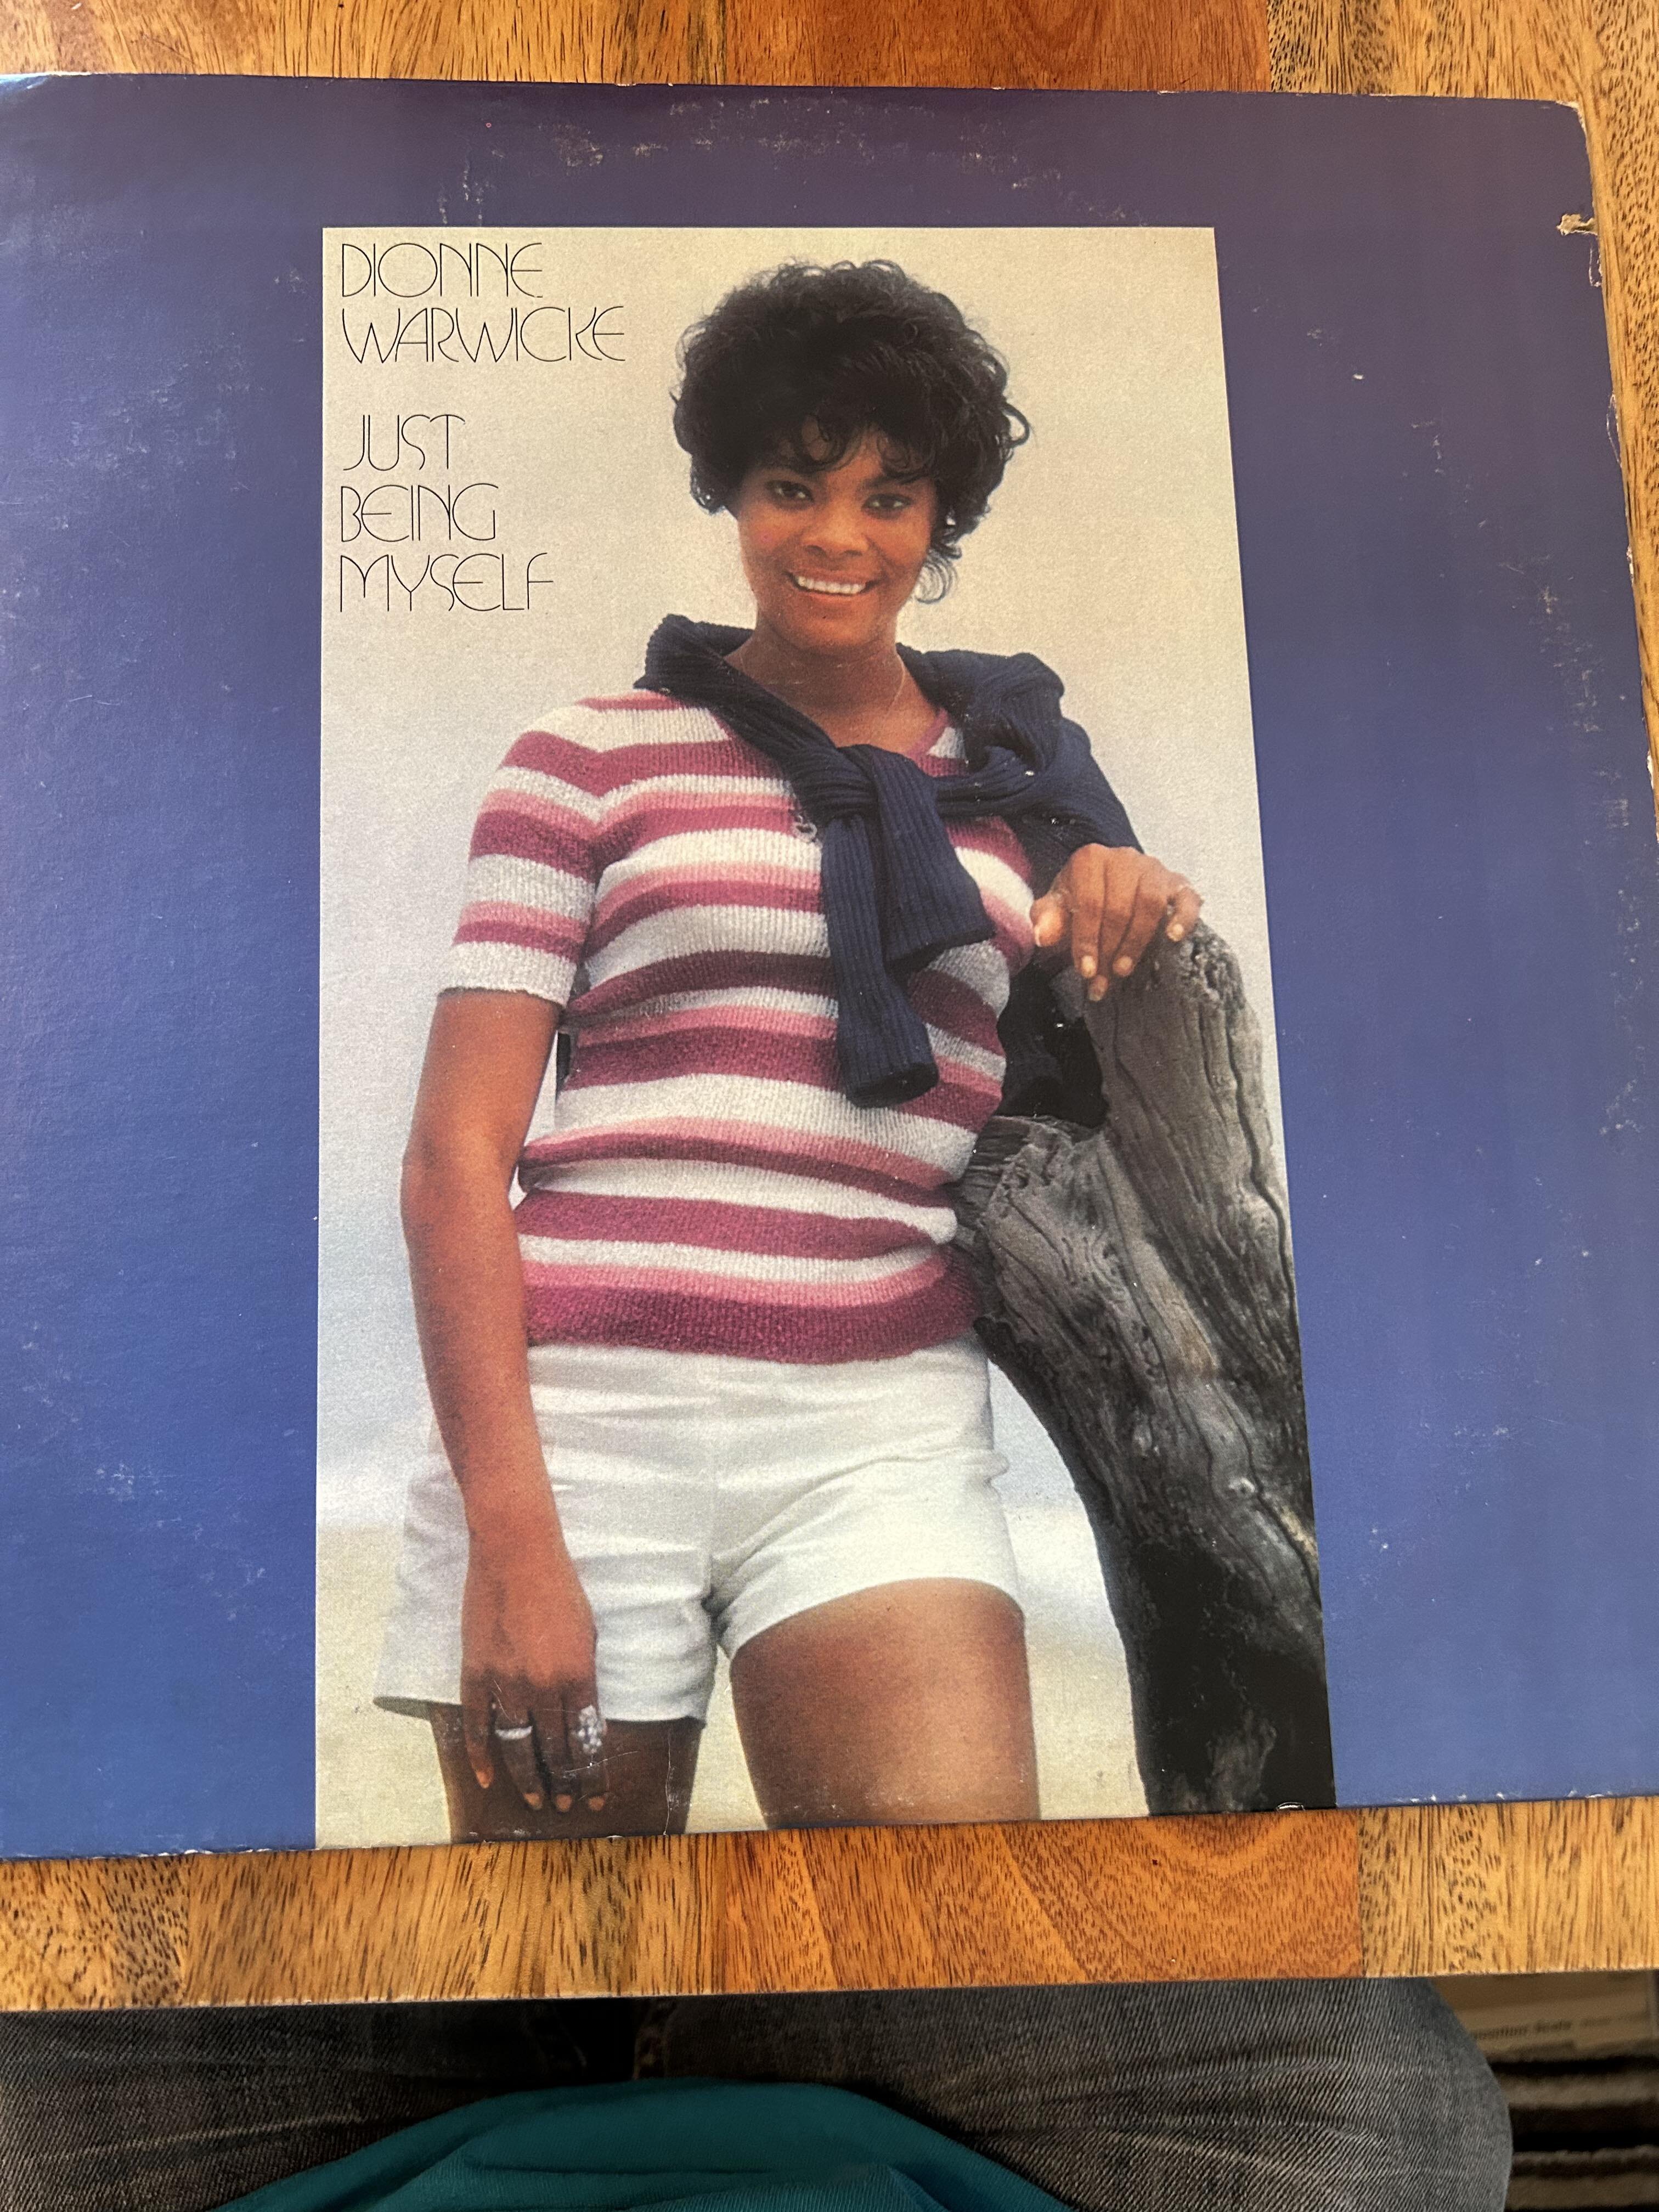 DIONNE
WARWICKE
JUST
BEING
MYSELF